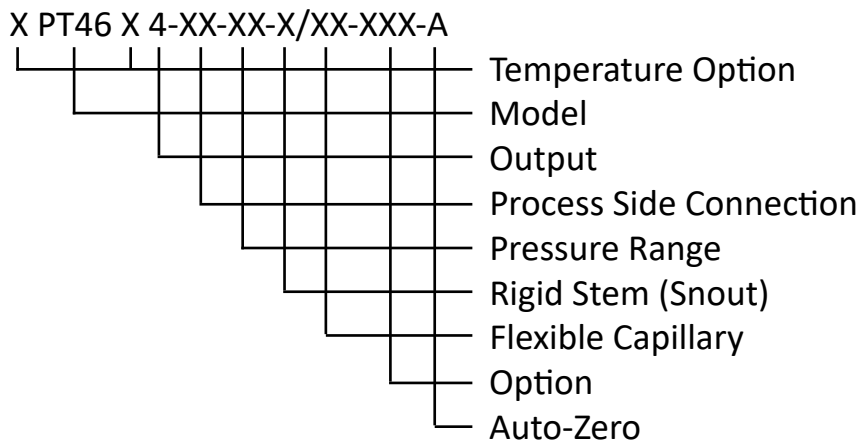 X PT46 X 4-XX-XX-X/XX-XXX-A
Temperature Option
Model
Output
Process Side Connection
Pressure Range
Rigid Stem (Snout)
Flexible Capillary
Option
Auto-Zero